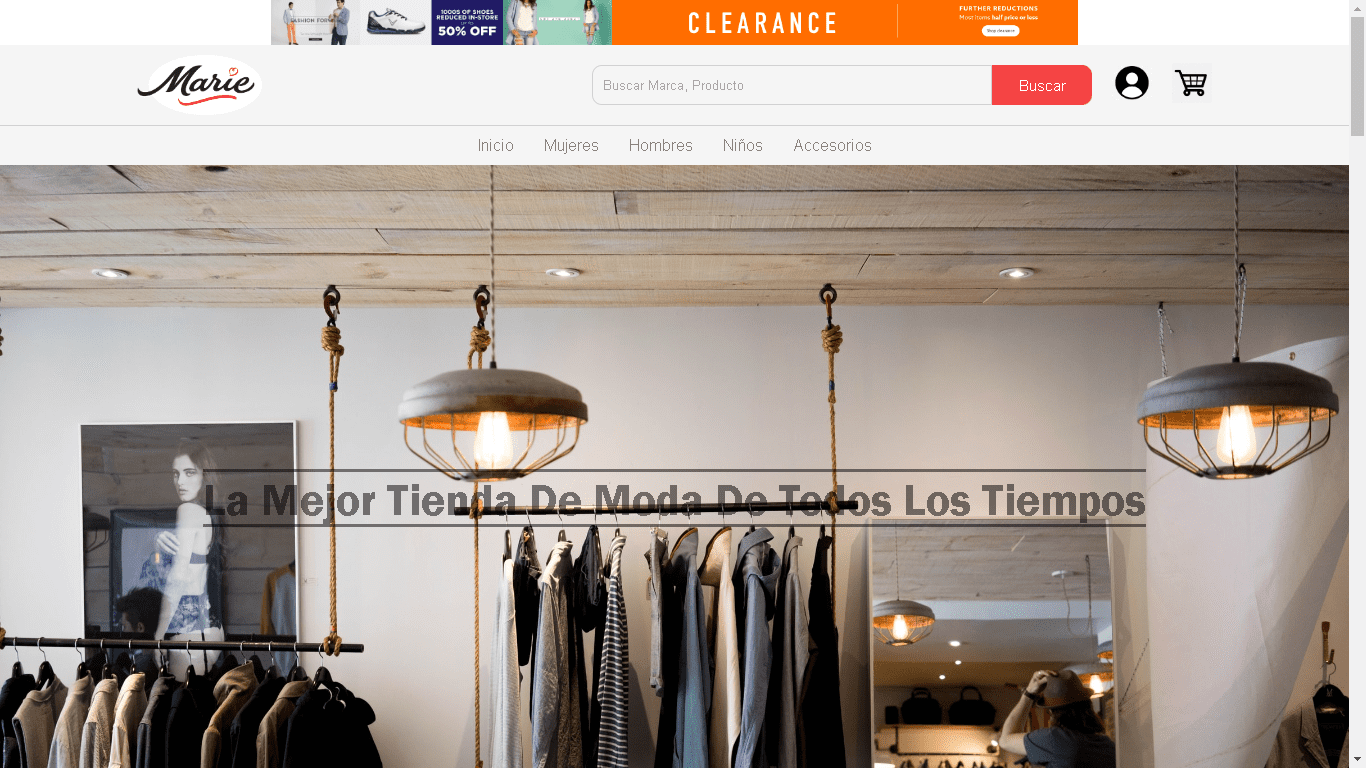 FASHION FORW
1000S OF SHOES
REDUCED IN-STORE
UP TO
50% OFF
CLEARANCE
FURTHER REDUCTIONS
Most items half price or less
Shop clearance
Marie
Buscar Marca, Producto
Buscar
Inicio
Mujeres
Hombres
Niños
Accesorios
La Mejor Tienda De Moda De Todos Los Tiempos